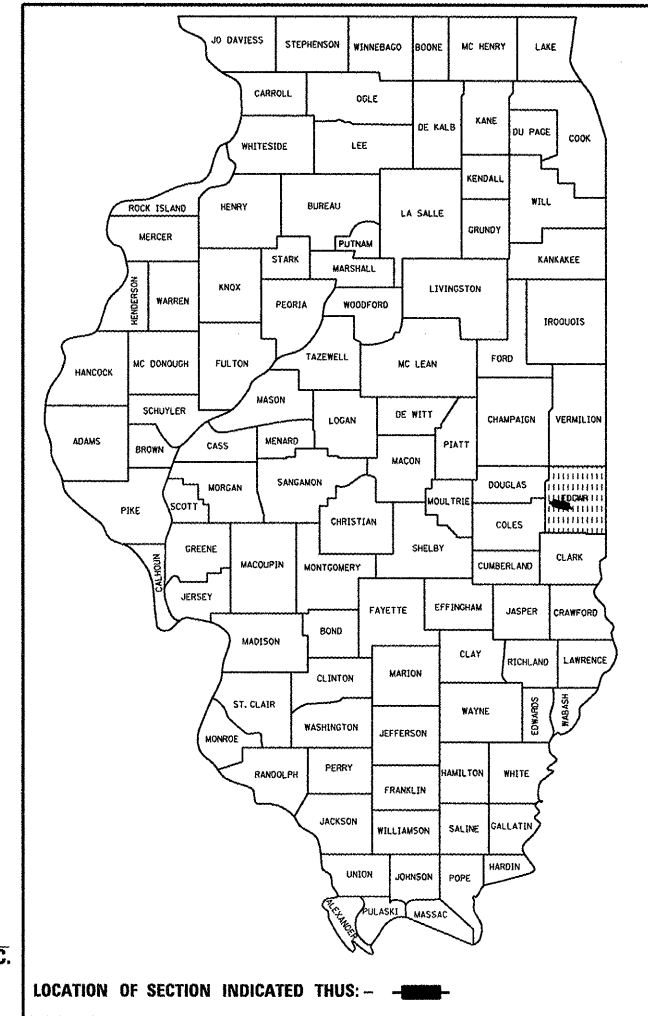 JO DAVIESS STEPHENSON WINNEBAGO BOONE MC HENRY LAKE
CARROLL OGLE
DE KALB KANE DU PAGE COOK
WHITESIDE LEE
KENDALL
ROCK ISLAND HENRY BUREAU LA SALLE GRUNDY WILL
MERCER PUTNAM
STARK MARSHALL KANKAKEE
HENDERSON WARREN KNOX PEORIA WOODFORD LIVINGSTON IROQUOIS
HANCOCK MC DONOUGH FULTON TAZEWELL MC LEAN FORD
SCHUYLER MASON
ADAMS BROWN CASS MENARD LOGAN DE WITT PIATT CHAMPAIGN VERMILION
MACON
PIKE SCOTT MORGAN SANGAMON MOULTRIE DOUGLAS EDGAR
CHRISTIAN COLES
CALHOUN GREENE MACOUPIN MONTGOMERY SHELBY CUMBERLAND CLARK
JERSEY FAYETTE EFFINGHAM JASPER CRAWFORD
MADISON BOND
CLAY RICHLAND LAWRENCE
CLINTON MARION
ST. CLAIR WAYNE EDWARDS WABASH
MONROE WASHINGTON JEFFERSON
RANDOLPH PERRY HAMILTON WHITE
FRANKLIN
JACKSON WILLIAMSON SALINE GALLATIN
UNION JOHNSON POPE HARDIN
ALEXANDER PULASKI MASSAC
C.
LOCATION OF SECTION INDICATED THUS: –